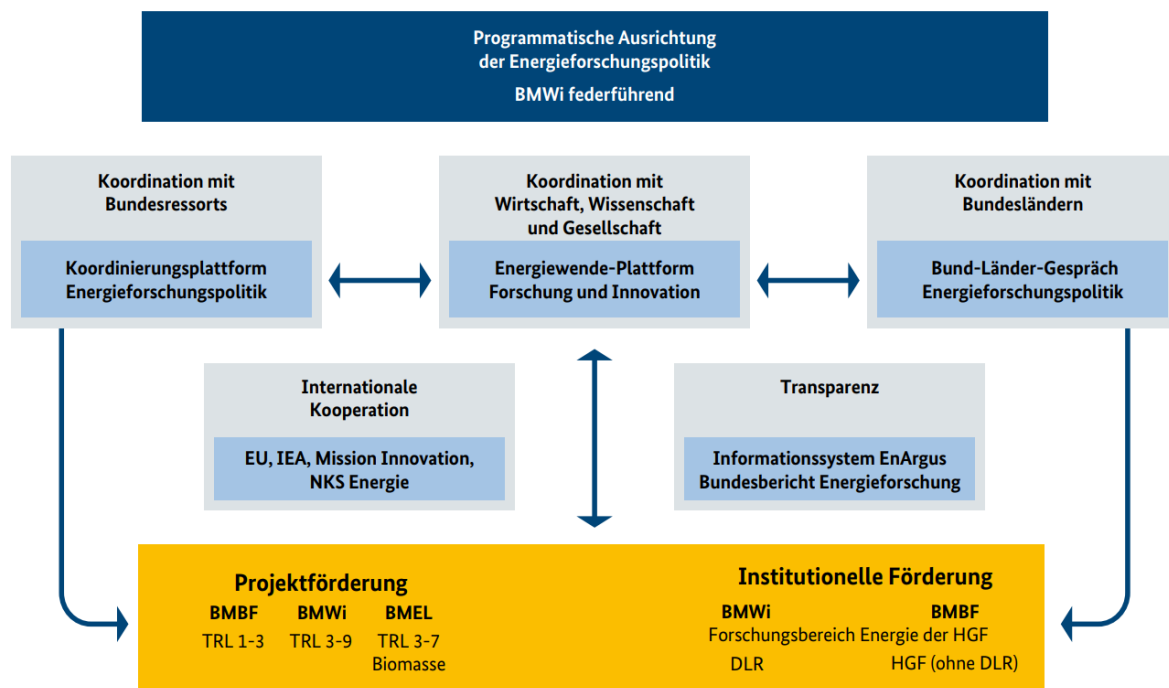 Programmatische Ausrichtung
der Energieforschungspolitik
BMWi federführend
Koordination mit
Bundesressorts
Koordinierungsplattform
Energieforschungspolitik
Koordination mit
Wirtschaft, Wissenschaft
und Gesellschaft
Energiewende-Plattform
Forschung und Innovation
Koordination mit
Bundesländern
Bund-Länder-Gespräch
Energieforschungspolitik
Internationale
Kooperation
EU, IEA, Mission Innovation,
NKS Energie
Transparenz
Informationssystem EnArgus
Bundesbericht Energieforschung
Projektförderung
BMBF BMWi BMEL
TRL 1-3 TRL 3-9 TRL 3-7
Biomasse
Institutionelle Förderung
BMWi BMBF
Forschungsbereich Energie der HGF
DLR HGF (ohne DLR)